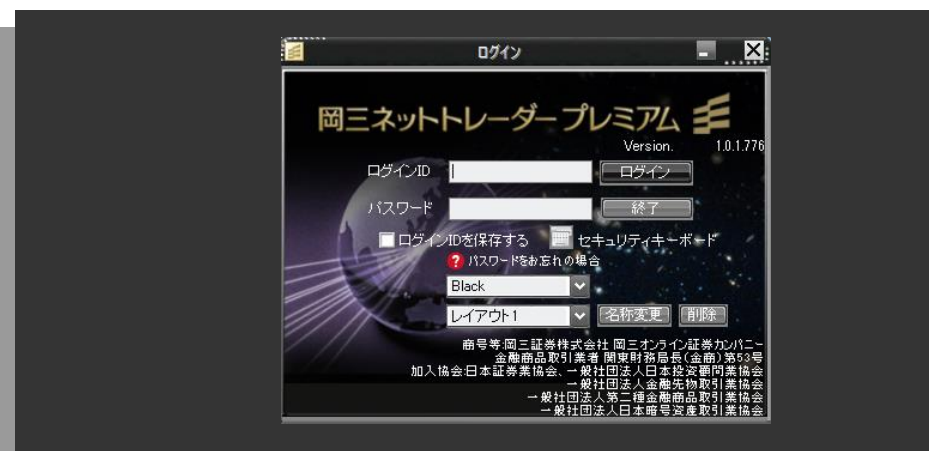 ログイン
岡三ネットトレーダープレミアム
Version. 1.0.1.776
ログインID ログイン
パスワード 終了
ログインIDを保存する セキュリティキーボード
? パスワードをお忘れの場合
Black
レイアウト1 名称変更 削除
商号等:岡三証券株式会社 岡三オンライン証券カンパニー
金融商品取引業者 関東財務局長(金商)第53号
加入協会:日本証券業協会、一般社団法人日本投資顧問業協会
一般社団法人金融先物取引業協会
一般社団法人第二種金融商品取引業協会
一般社団法人日本暗号資産取引業協会